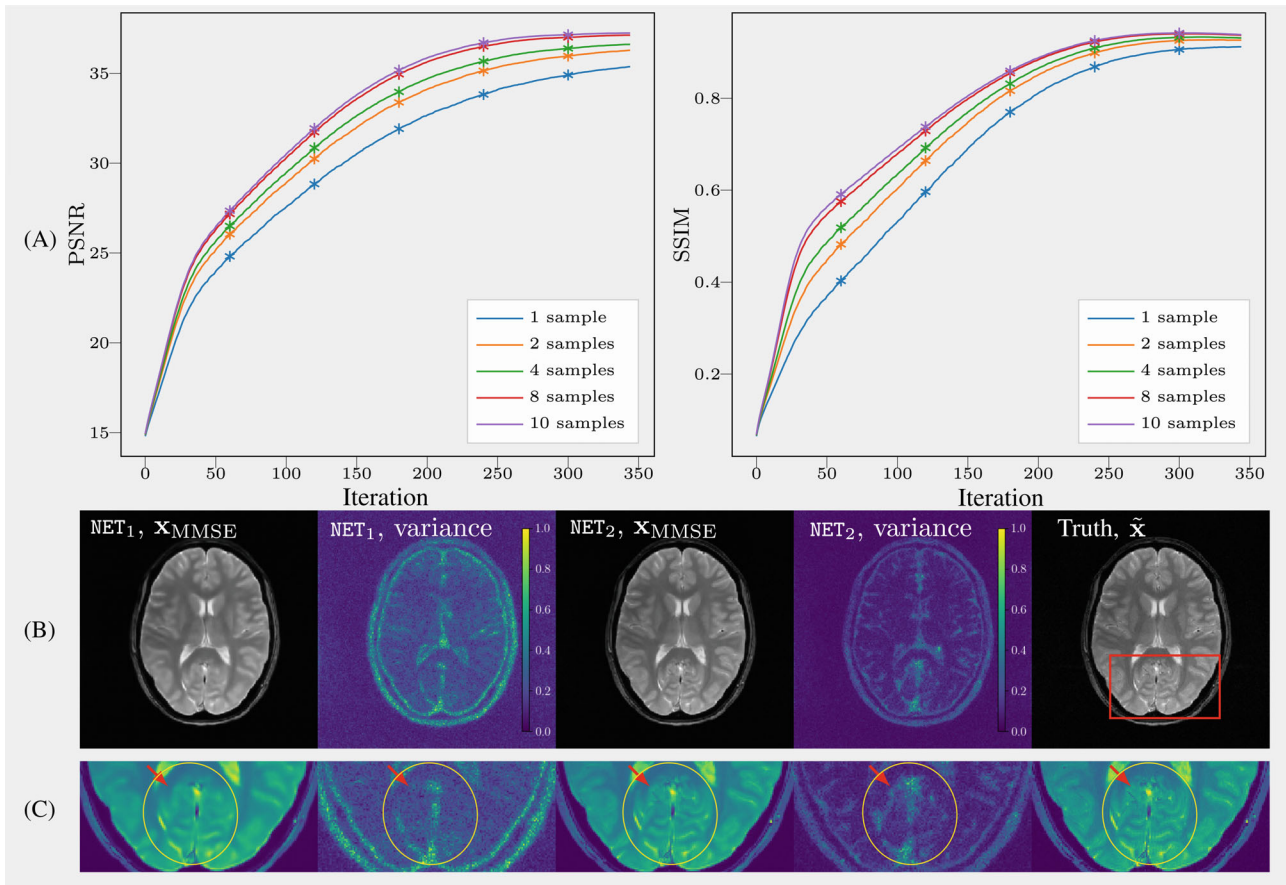 (A)
PSNR
35
30
25
20
15
0 50 100 150 200 250 300 350
Iteration
1 sample
2 samples
4 samples
8 samples
10 samples
SSIM
0.8
0.6
0.4
0.2
0 50 100 150 200 250 300 350
Iteration
1 sample
2 samples
4 samples
8 samples
10 samples
(B)
NET₁, x_MMSE
NET₁, variance
1.0
0.8
0.6
0.4
0.2
0.0
NET₂, x_MMSE
NET₂, variance
1.0
0.8
0.6
0.4
0.2
0.0
Truth, x̃
(C)